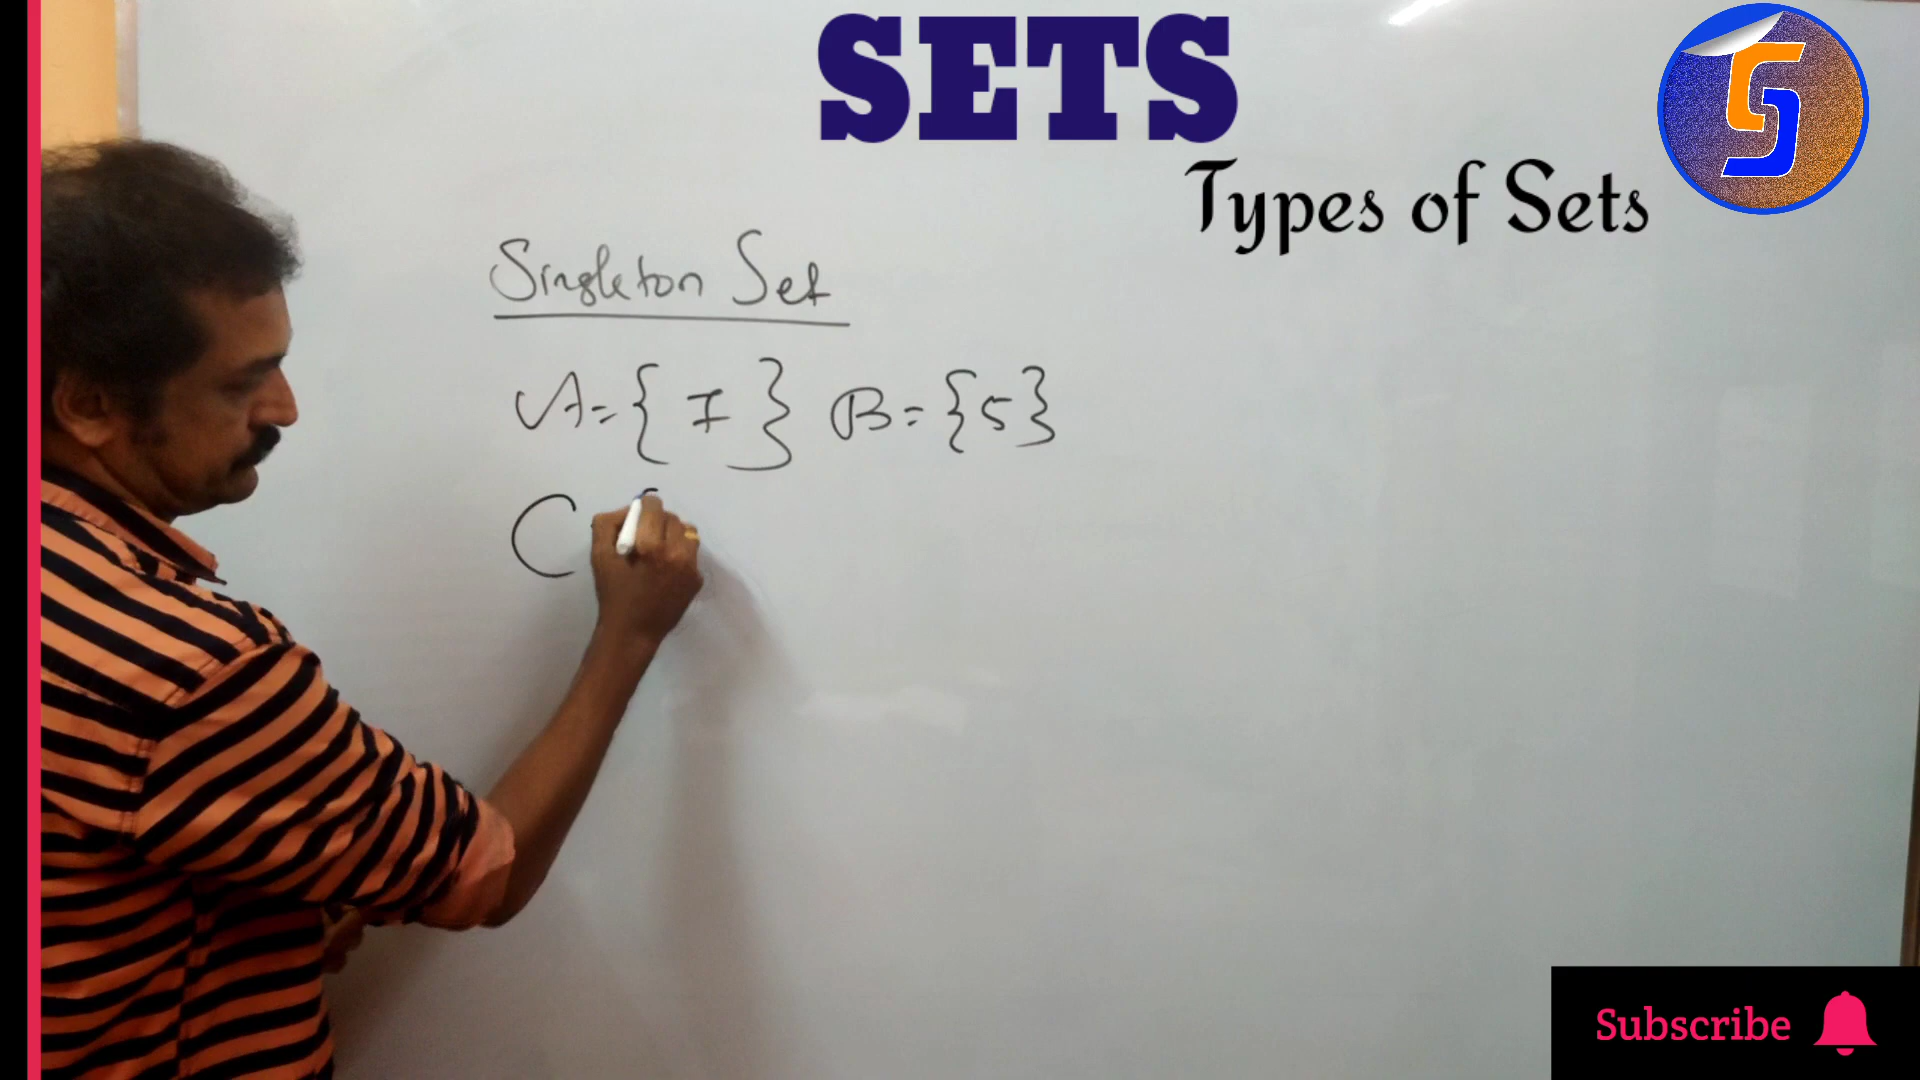 SETS
Types of Sets
Singleton Set
A = { 7 } B = {5}
C
Subscribe